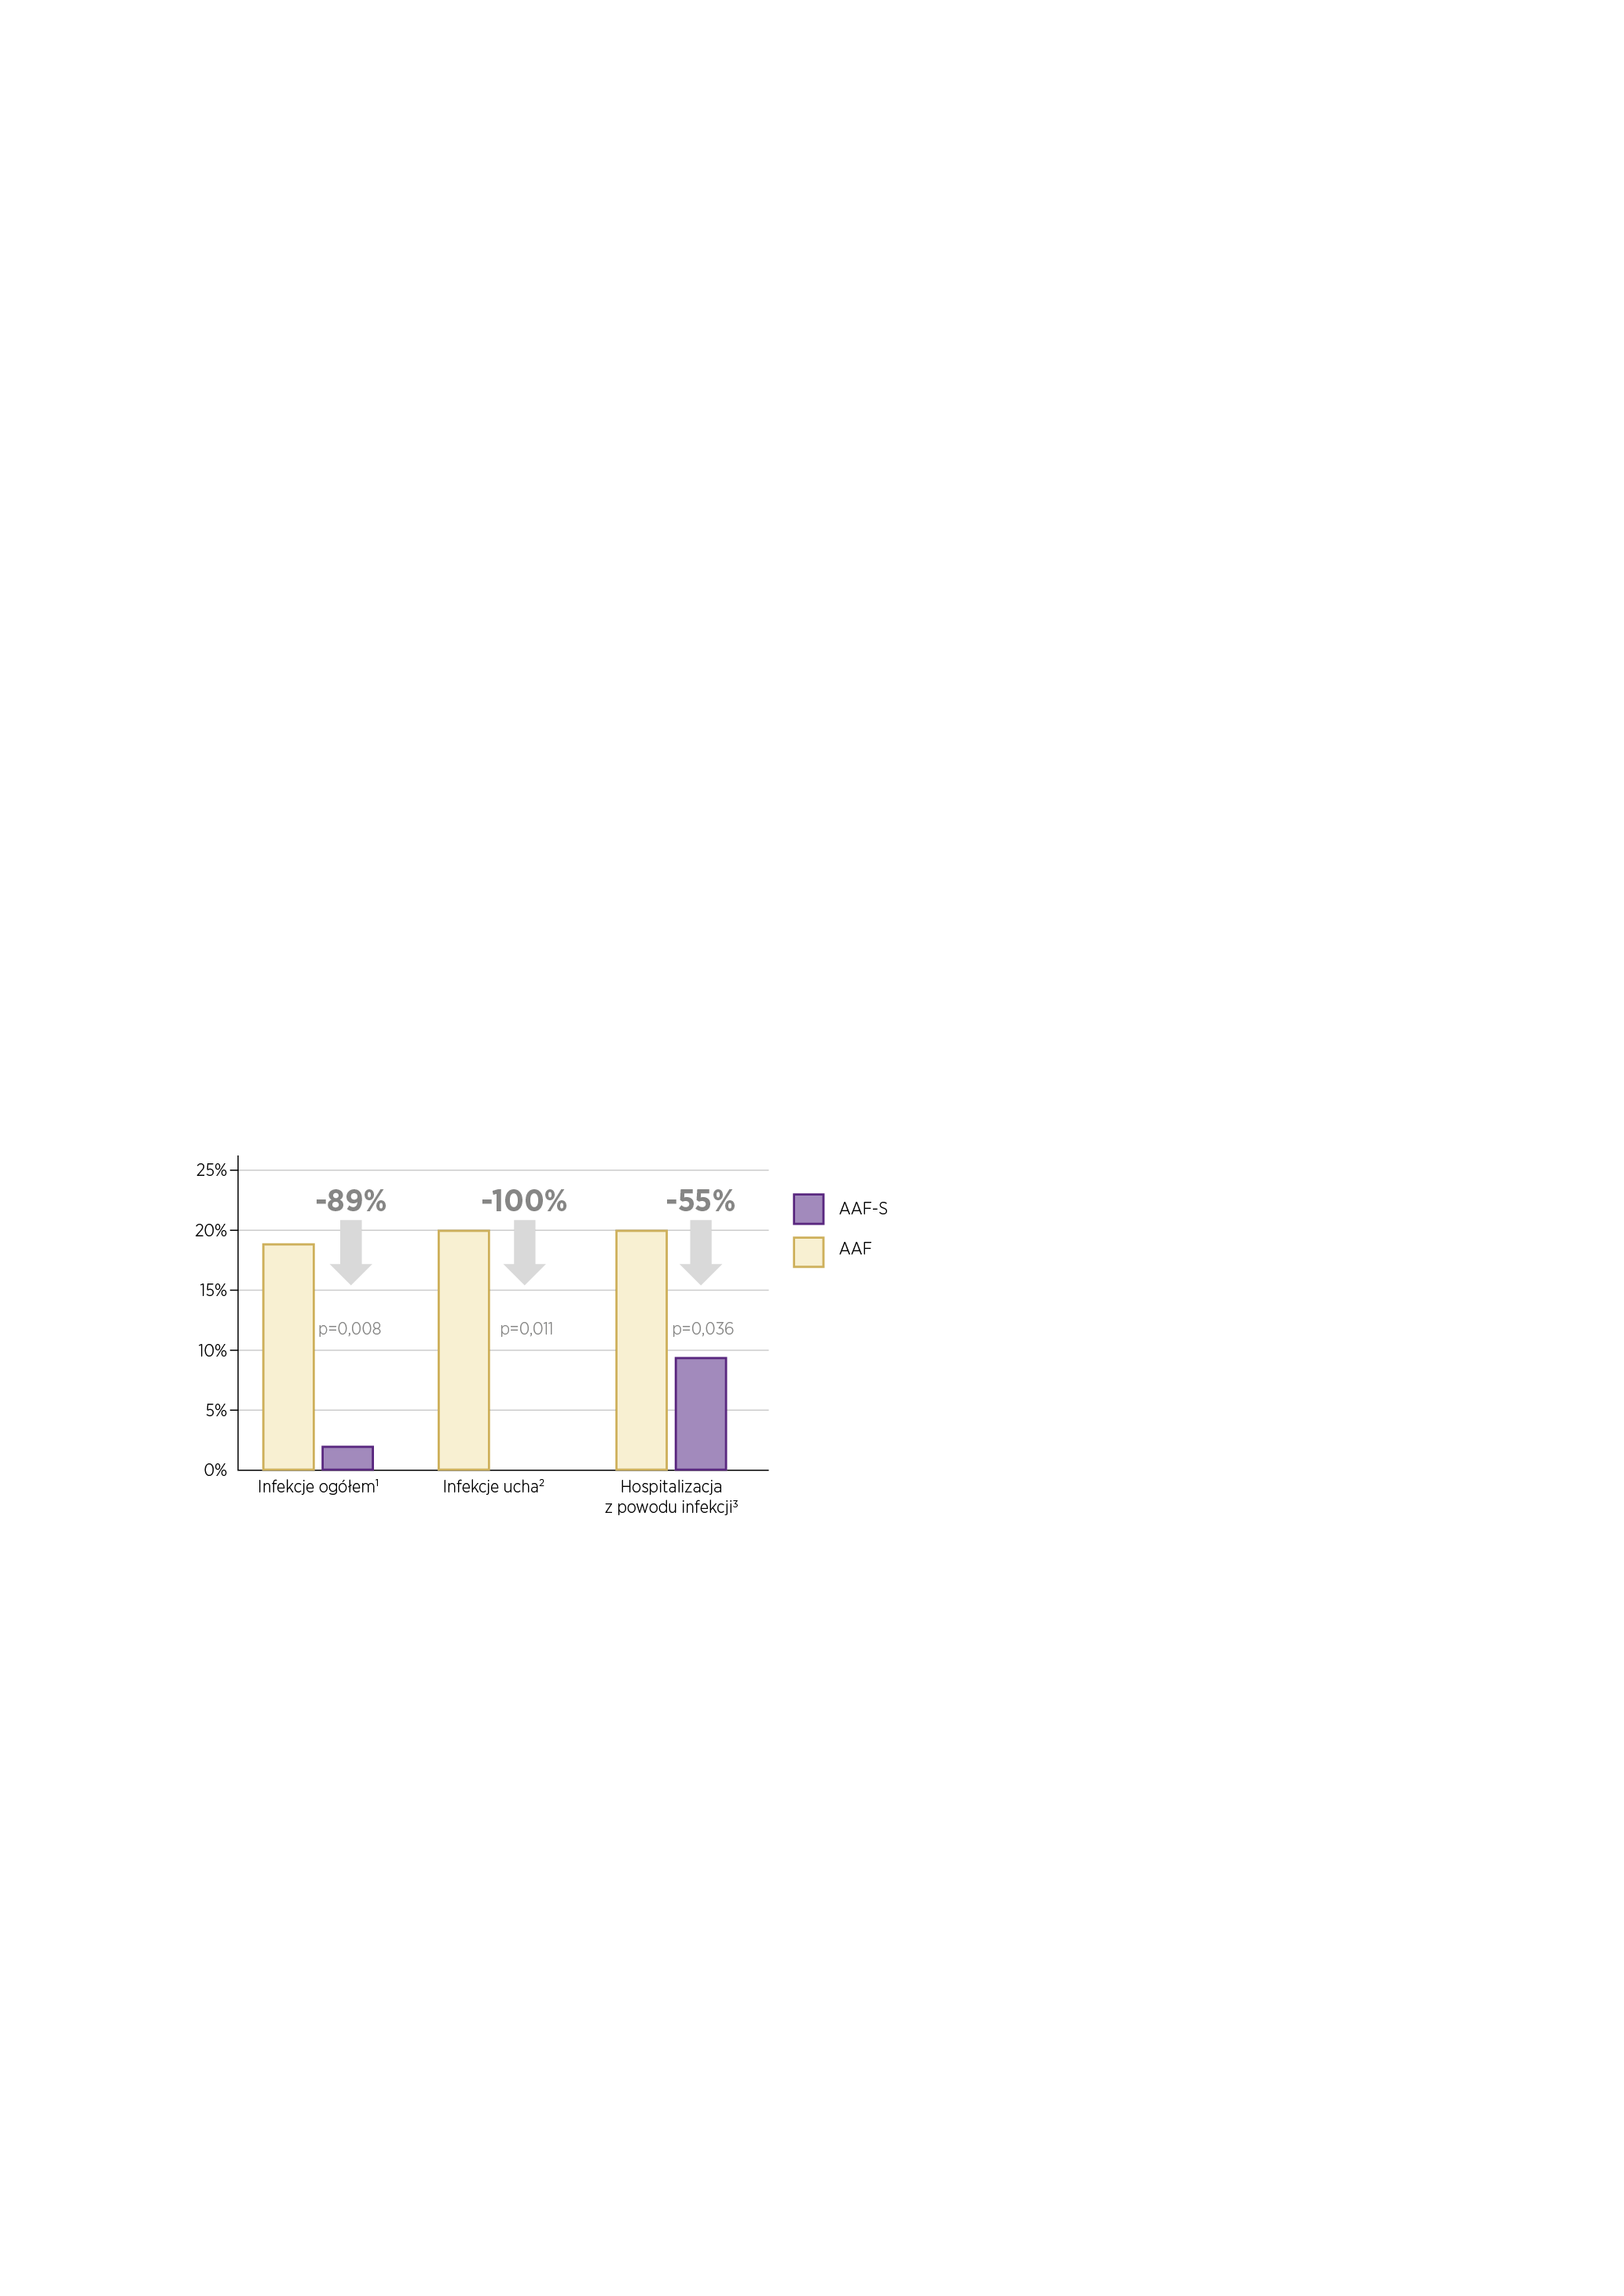 25%
20%
15%
10%
5%
0%
-89%
-100%
-55%
p=0,008
p=0,011
p=0,036
Infekcje ogółem¹
Infekcje ucha²
Hospitalizacja
z powodu infekcji³
AAF-S
AAF